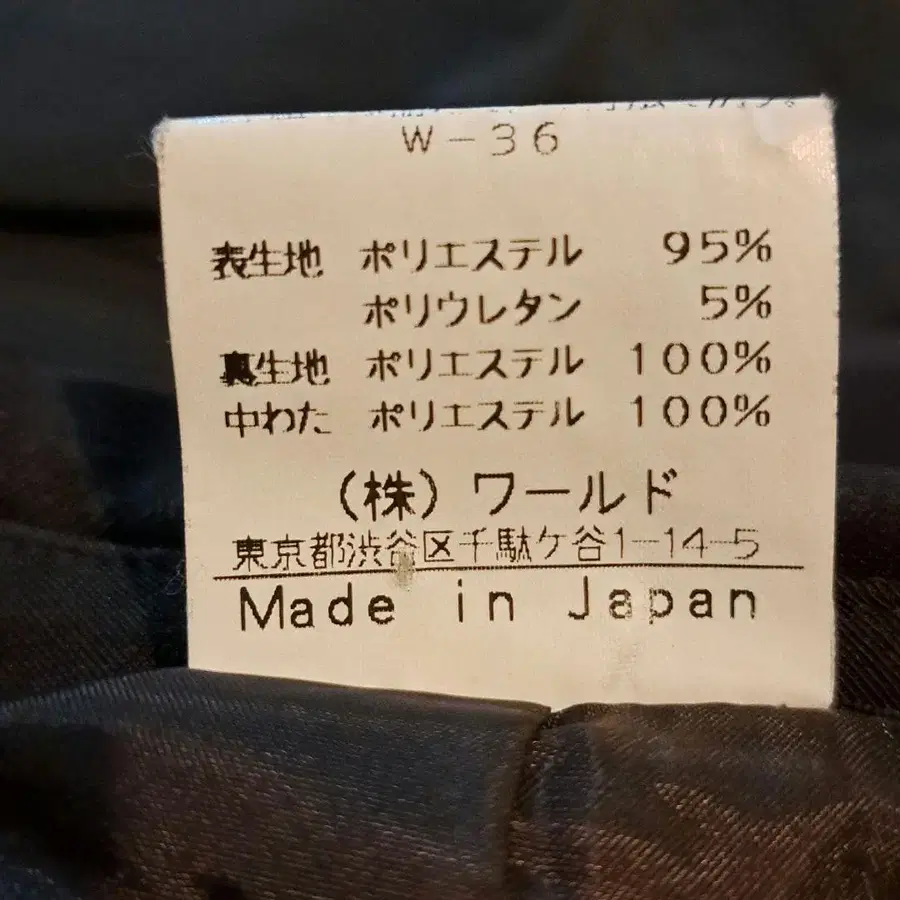 W-36
表生地 ポリエステル 95%
ポリウレタン 5%
裏生地 ポリエステル 100%
中わた ポリエステル 100%
(株)ワールド
東京都渋谷区千駄ケ谷1-14-5
Made in Japan